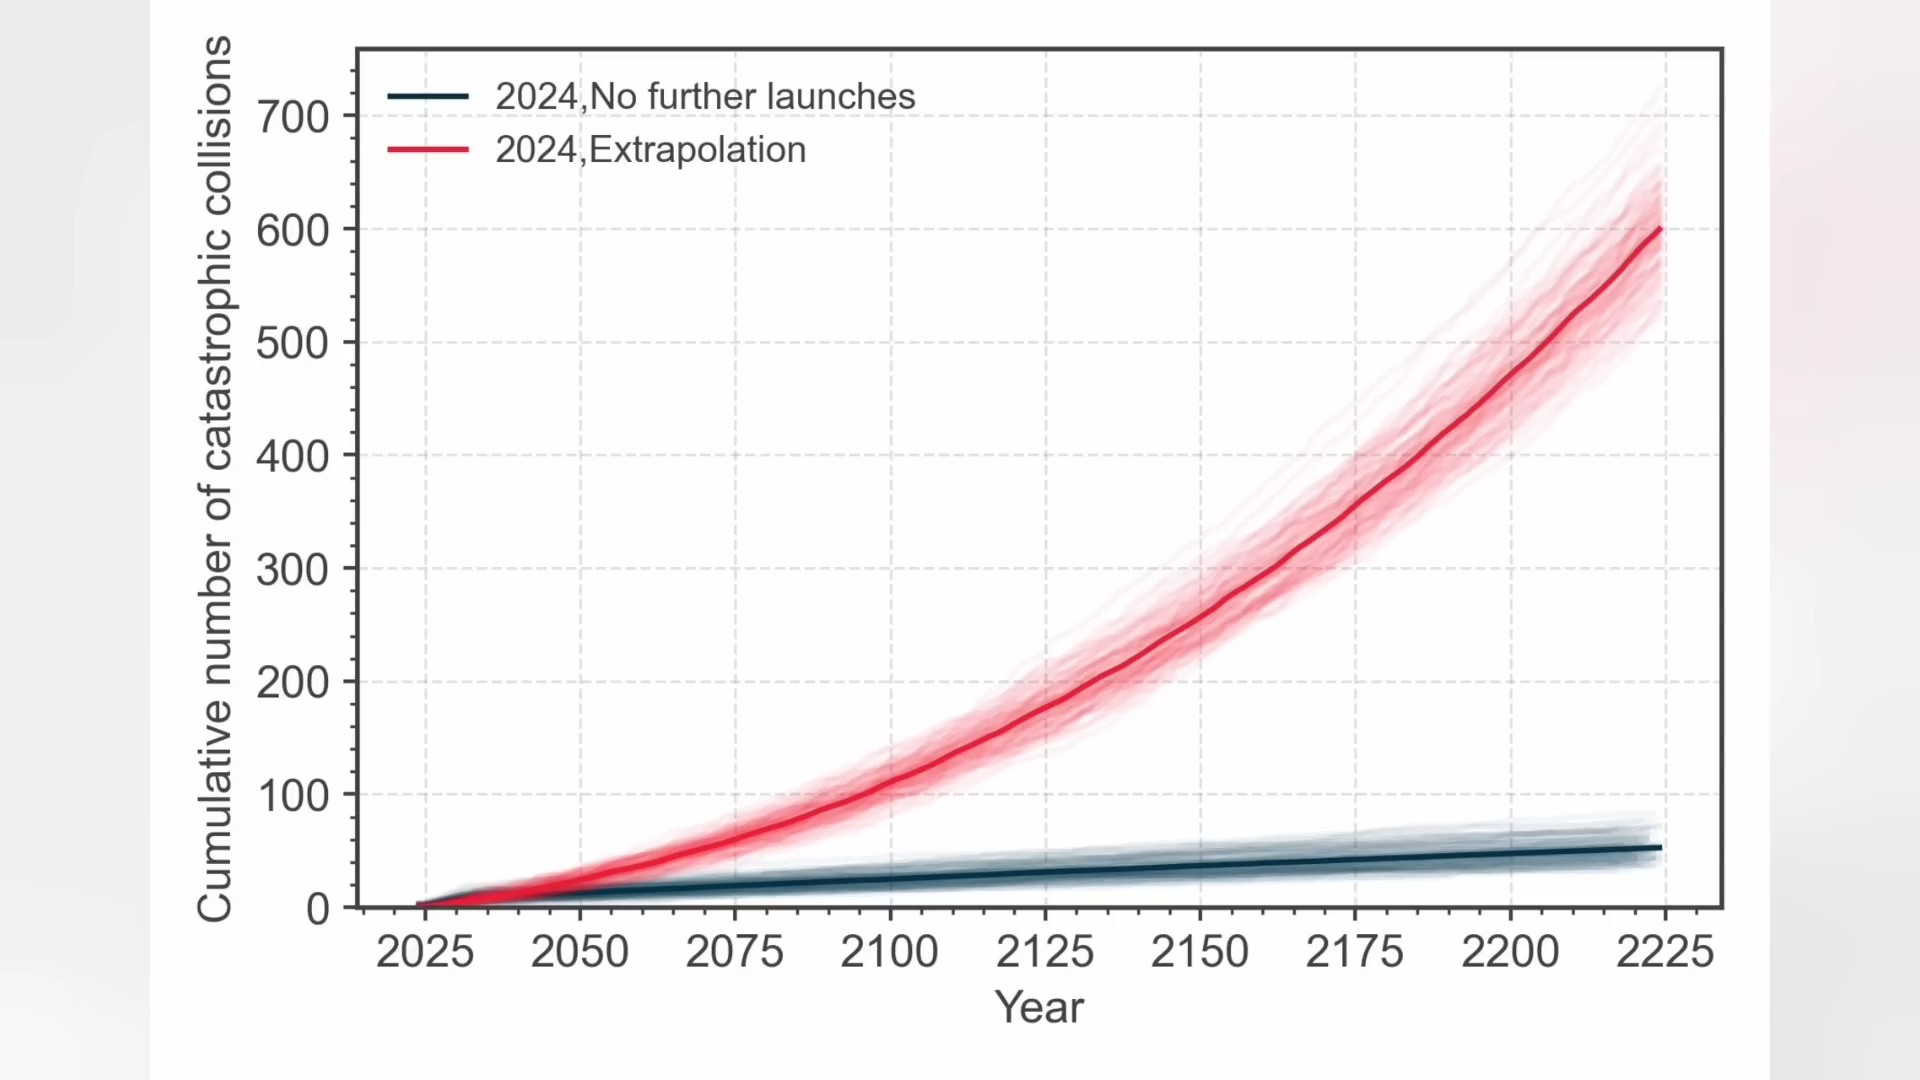 Cumulative number of catastrophic collisions
2024,No further launches
2024,Extrapolation
700
600
500
400
300
200
100
0
2025 2050 2075 2100 2125 2150 2175 2200 2225
Year